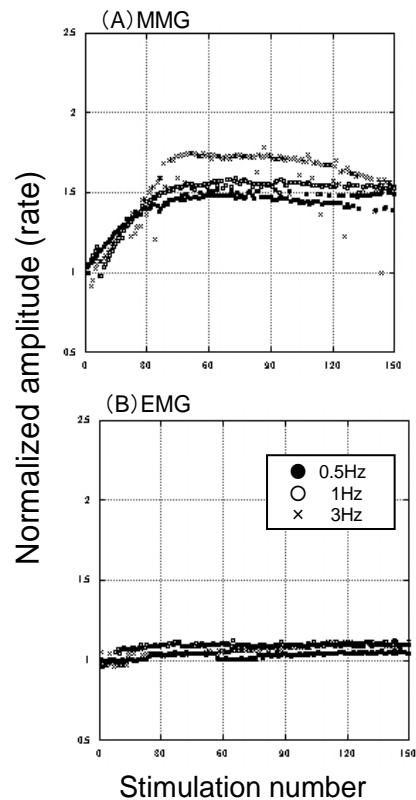 (A)MMG
2.5
2
1.5
1
0.5
0 30 60 90 120 150
Normalized amplitude (rate)
(B)EMG
2.5
2
1.5
1
0.5
0 30 60 90 120 150
0.5Hz
1Hz
3Hz
Stimulation number